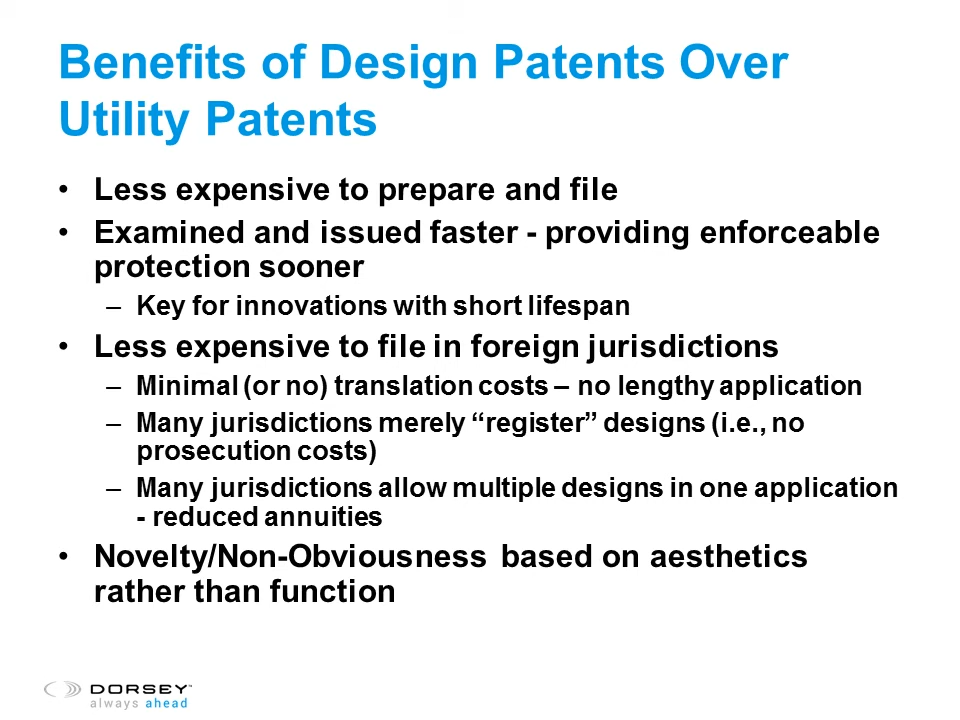 Benefits of Design Patents Over
Utility Patents
• Less expensive to prepare and file
• Examined and issued faster - providing enforceable
protection sooner
– Key for innovations with short lifespan
• Less expensive to file in foreign jurisdictions
– Minimal (or no) translation costs – no lengthy application
– Many jurisdictions merely “register” designs (i.e., no
prosecution costs)
– Many jurisdictions allow multiple designs in one application
- reduced annuities
• Novelty/Non-Obviousness based on aesthetics
rather than function
DORSEY™
always ahead